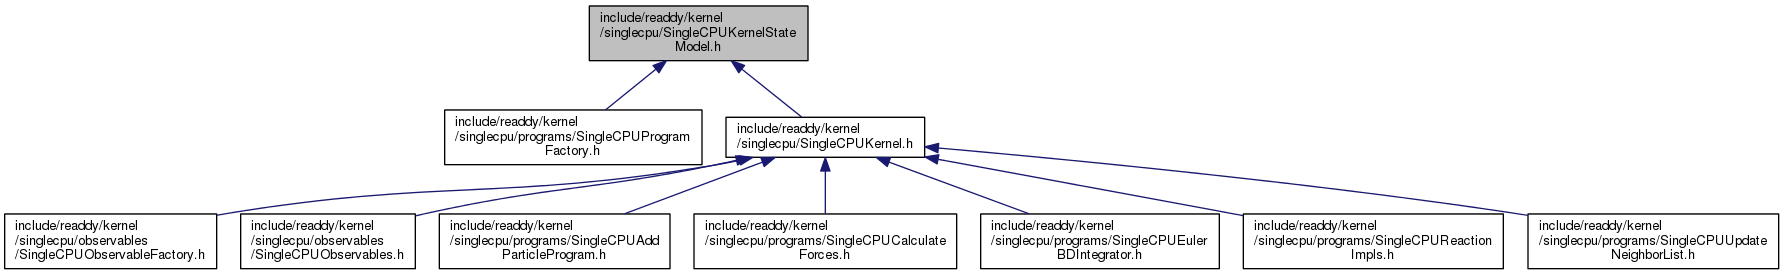 include/readdy/kernel
/singlecpu/SingleCPUKernelState
Model.h
include/readdy/kernel
/singlecpu/programs/SingleCPUProgram
Factory.h
include/readdy/kernel
/singlecpu/SingleCPUKernel.h
include/readdy/kernel
/singlecpu/observables
/SingleCPUObservableFactory.h
include/readdy/kernel
/singlecpu/observables
/SingleCPUObservables.h
include/readdy/kernel
/singlecpu/programs/SingleCPUAdd
ParticleProgram.h
include/readdy/kernel
/singlecpu/programs/SingleCPUCalculate
Forces.h
include/readdy/kernel
/singlecpu/programs/SingleCPUEuler
BDIntegrator.h
include/readdy/kernel
/singlecpu/programs/SingleCPUReaction
Impls.h
include/readdy/kernel
/singlecpu/programs/SingleCPUUpdate
NeighborList.h